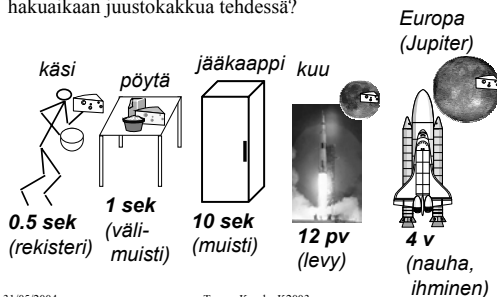 hakuaikaan juustokakkua tehdessä?
Europa
(Jupiter)
käsi
pöytä
jääkaappi
kuu
0.5 sek
(rekisteri)
1 sek
(väli-
muisti)
10 sek
(muisti)
12 pv
(levy)
4 v
(nauha,
ihminen)